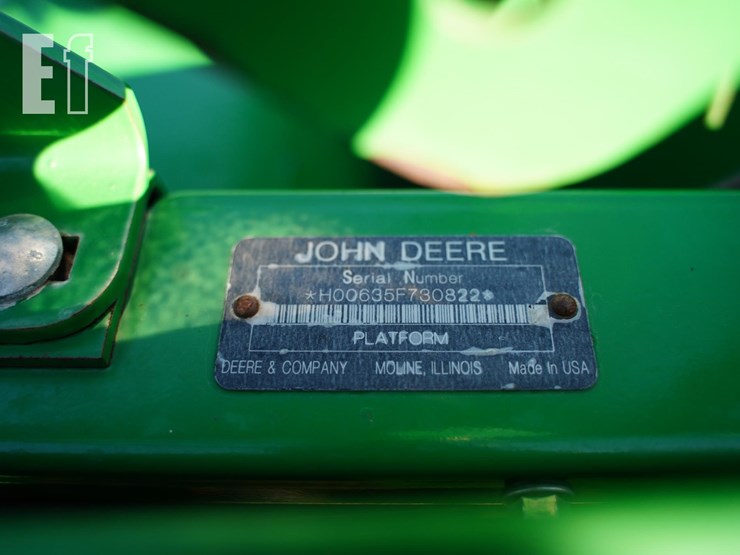 Ef
JOHN DEERE
Serial Number
*H00635F730822*
PLATFORM
DEERE & COMPANY MOLINE, ILLINOIS Made In USA